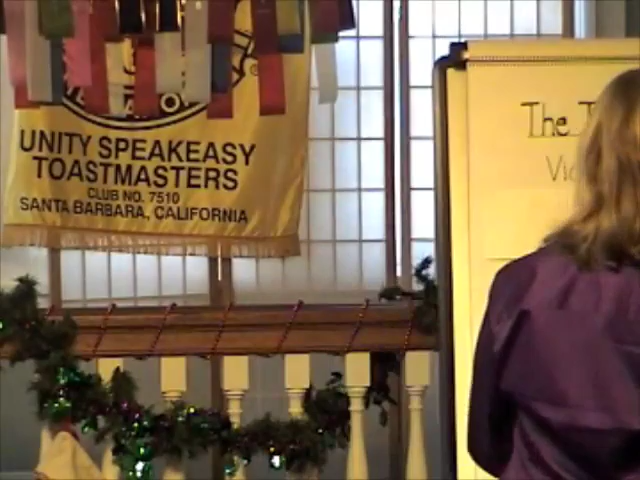 UNITY SPEAKEASY
TOASTMASTERS
CLUB NO. 7510
SANTA BARBARA, CALIFORNIA
The